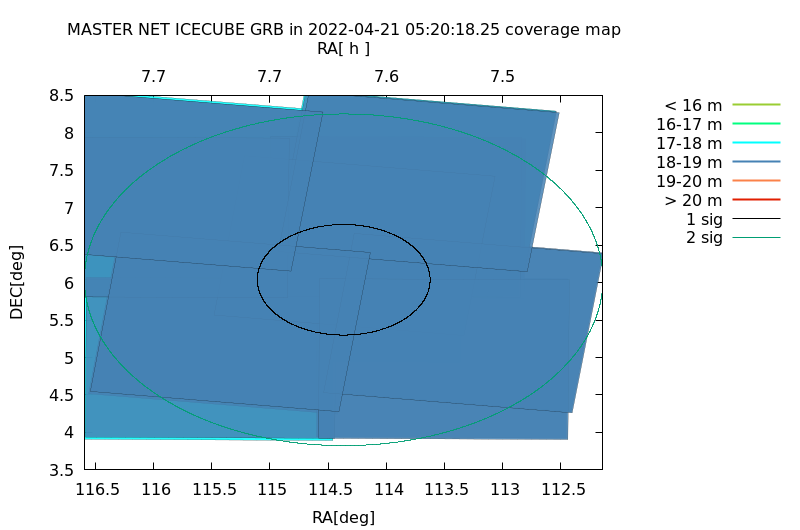 MASTER NET ICECUBE GRB in 2022-04-21 05:20:18.25 coverage map
RA[ h ]
7.7 7.7 7.6 7.5
8.5
8
7.5
7
6.5
6
5.5
5
4.5
4
3.5
DEC[deg]
116.5 116 115.5 115 114.5 114 113.5 113 112.5
RA[deg]
< 16 m
16-17 m
17-18 m
18-19 m
19-20 m
> 20 m
1 sig
2 sig